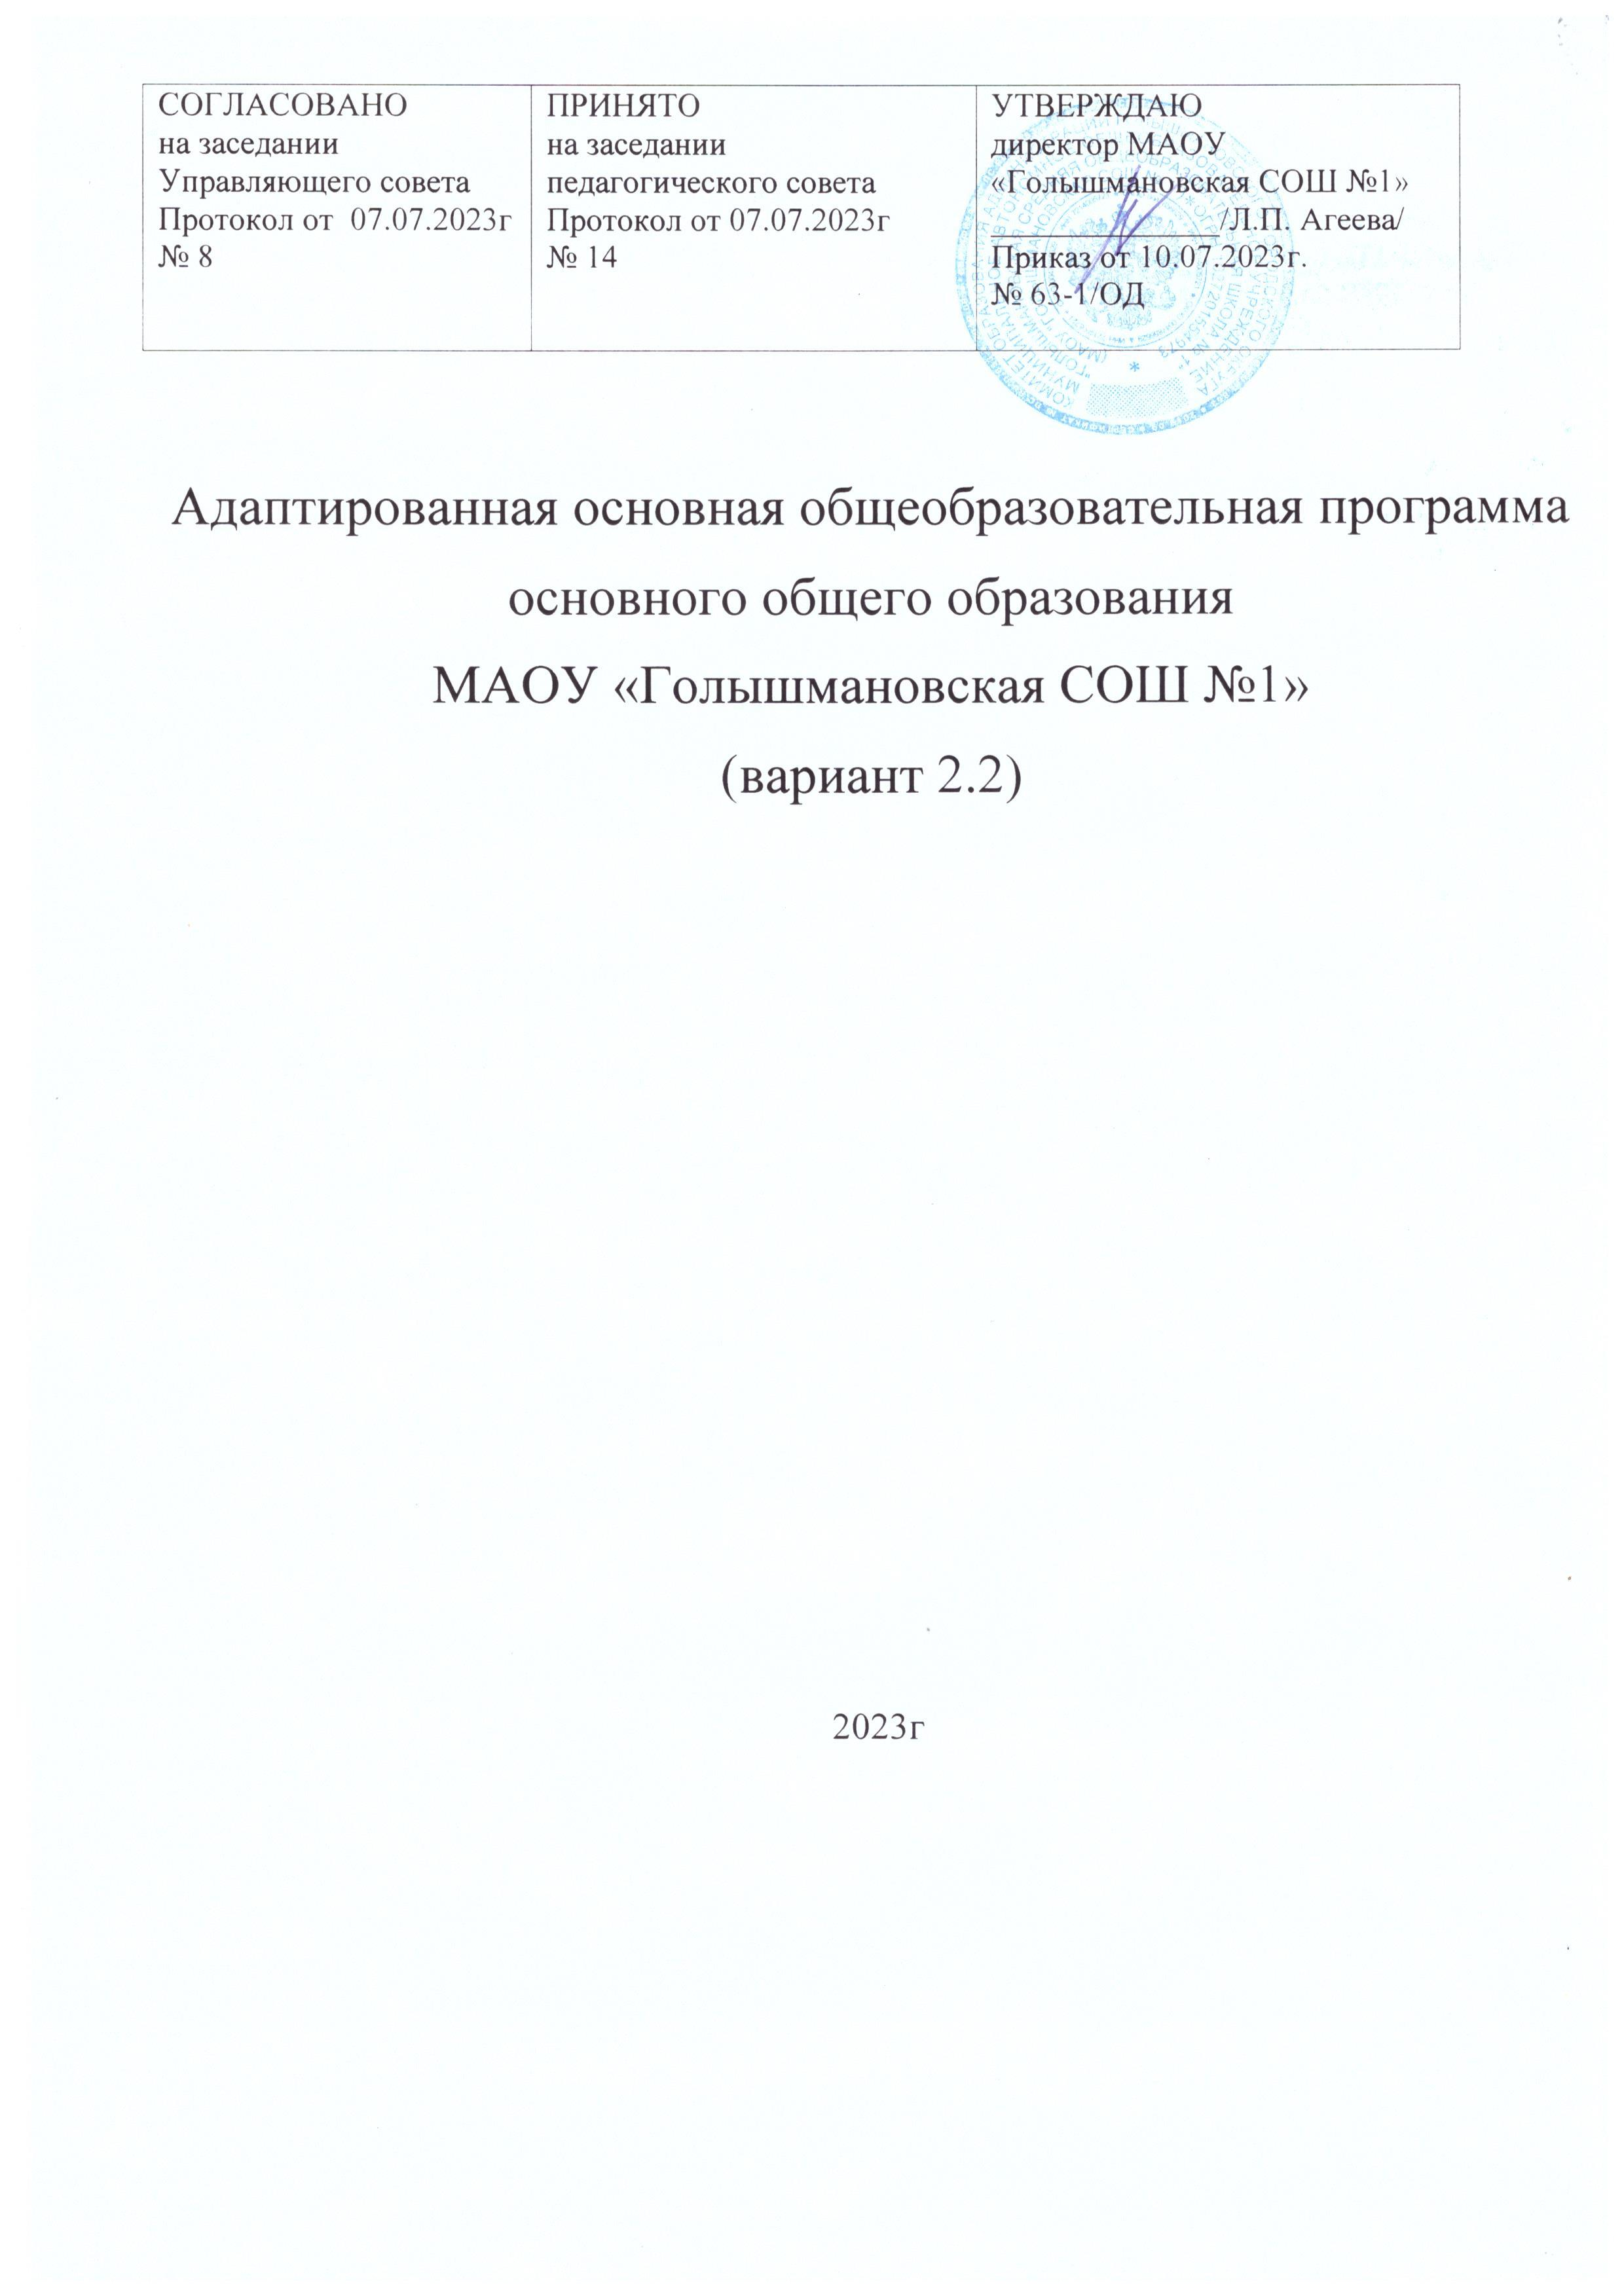 СОГЛАСОВАНО
на заседании
Управляющего совета
Протокол от 07.07.2023г
№ 8
ПРИНЯТО
на заседании
педагогического совета
Протокол от 07.07.2023г
№ 14
УТВЕРЖДАЮ
директор МАОУ
«Голышмановская СОШ №1»
/Л.П. Агеева/
Приказ от 10.07.2023г.
№ 63-1/ОД
Адаптированная основная общеобразовательная программа
основного общего образования
МАОУ «Голышмановская СОШ №1»
(вариант 2.2)
2023г